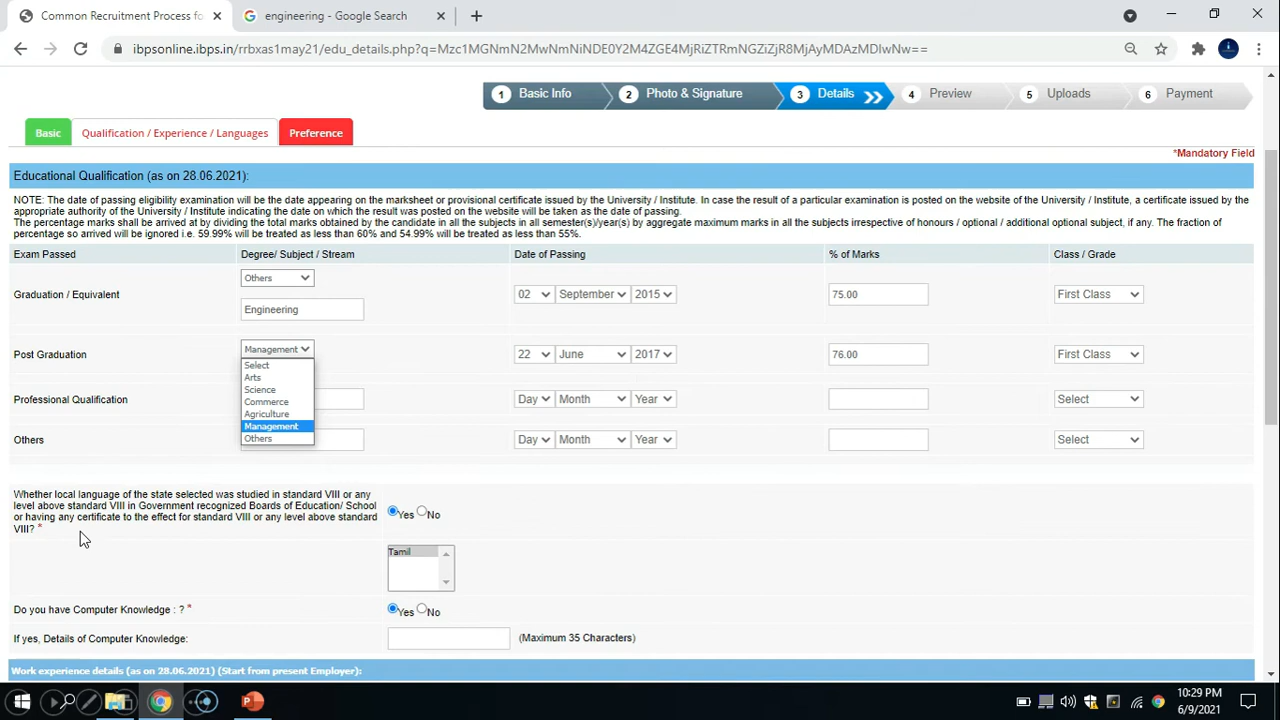 Common Recruitment Process fo
engineering - Google Search
ibpsonline.ibps.in/rrbxas1may21/edu_details.php?q=Mzc1MGNmN2MwNmNiNDE0Y2M4ZGE4MjRiZTRmNGZiZjR8MjAyMDAzMDIwNw==
1 Basic Info
2 Photo & Signature
3 Details
4 Preview
5 Uploads
6 Payment
Basic
Qualification / Experience / Languages
Preference
*Mandatory Field
Educational Qualification (as on 28.06.2021):
NOTE: The date of passing eligibility examination will be the date appearing on the marksheet or provisional certificate issued by the University / Institute. In case the result of a particular examination is posted on the website of the University / Institute, a certificate issued by the
appropriate authority of the University / Institute indicating the date on which the result was posted on the website will be taken as the date of passing.
The percentage marks shall be arrived at by dividing the total marks obtained by the candidate in all the subjects in all semester(s)/year(s) by aggregate maximum marks in all the subjects irrespective of honours / optional / additional optional subject, if any. The fraction of
percentage so arrived will be ignored i.e. 59.99% will be treated as less than 60% and 54.99% will be treated as less than 55%.
Exam Passed Degree/ Subject / Stream Date of Passing % of Marks Class / Grade
Others
Graduation / Equivalent 02 September 2015 75.00 First Class
Engineering
Management
Post Graduation 22 June 2017 76.00 First Class
Select
Arts
Science
Professional Qualification Day Month Year Select
Commerce
Agriculture
Management
Others Others Day Month Year Select
Whether local language of the state selected was studied in standard VIII or any
level above standard VIII in Government recognized Boards of Education/ School
or having any certificate to the effect for standard VIII or any level above standard
VIII? *
Yes No
Tamil
Do you have Computer Knowledge : ? * Yes No
If yes, Details of Computer Knowledge: (Maximum 35 Characters)
Work experience details (as on 28.06.2021) (Start from present Employer):
10:29 PM
6/9/2021